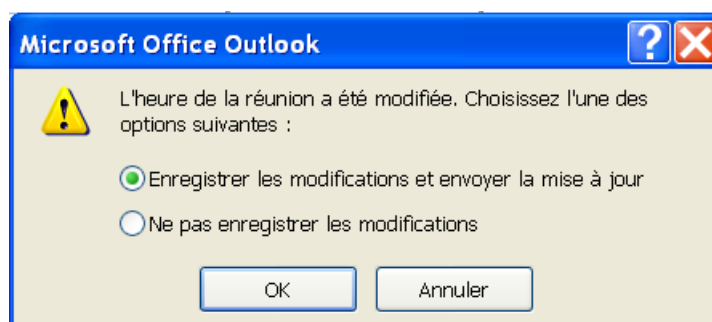 Microsoft Office Outlook
L'heure de la réunion a été modifiée. Choisissez l'une des
options suivantes :
Enregistrer les modifications et envoyer la mise à jour
Ne pas enregistrer les modifications
OK
Annuler